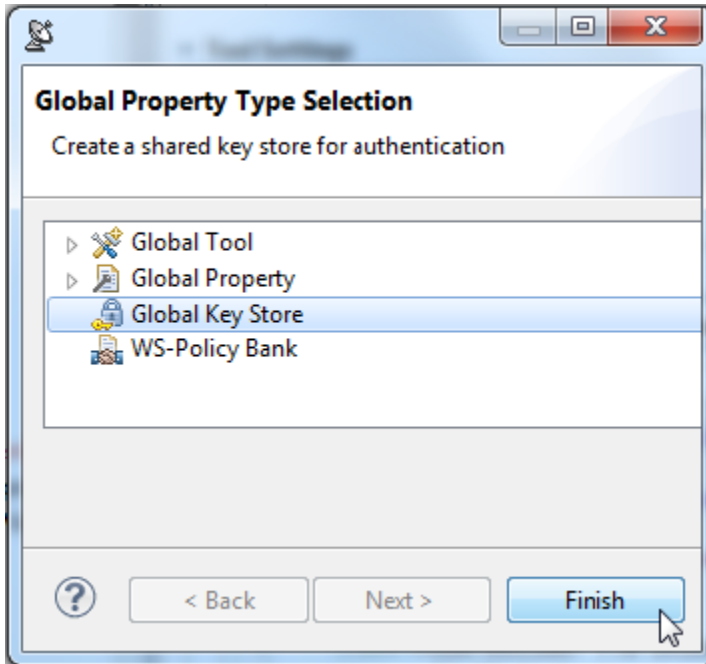 Global Property Type Selection
Create a shared key store for authentication
Global Tool
Global Property
Global Key Store
WS-Policy Bank
< Back
Next >
Finish